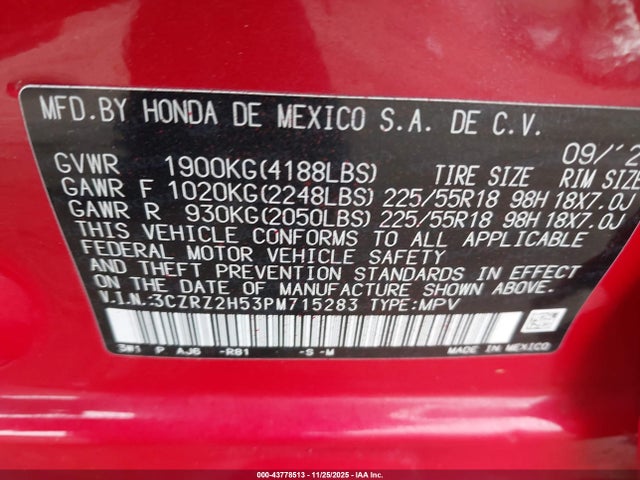 MFD.BY HONDA DE MEXICO S.A. DE C.V.
09/'2
GVWR 1900KG(4188LBS) TIRE SIZE RIM SIZE
GAWR F 1020KG(2248LBS) 225/55R18 98H 18X7.0J
GAWR R 930KG(2050LBS) 225/55R18 98H 18X7.0J
THIS VEHICLE CONFORMS TO ALL APPLICABLE
FEDERAL MOTOR VEHICLE SAFETY
AND THEFT PREVENTION STANDARDS IN EFFECT
ON THE DATE OF MANUFACTURE SHOWN ABOVE.
V.I.N.:3CZRZ2H53PM715283 TYPE:MPV
3W1 P AJ6 -R81 -S -M MADE IN MEXICO
000-43778513 - 11/25/2025 - IAA Inc.